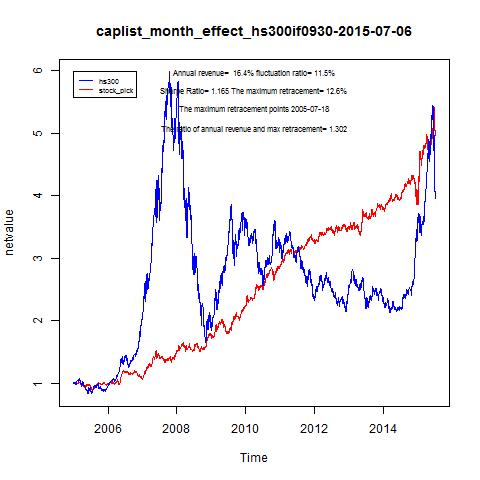 caplist_month_effect_hs300if0930-2015-07-06
hs300
stock_pick
Annual revenue= 16.4% fluctuation ratio= 11.5%
Sharpe Ratio= 1.165 The maximum retracement= 12.6%
The maximum retracement points 2005-07-18
The ratio of annual revenue and max retracement= 1.302
6
5
4
3
2
1
netvalue
2006 2008 2010 2012 2014
Time